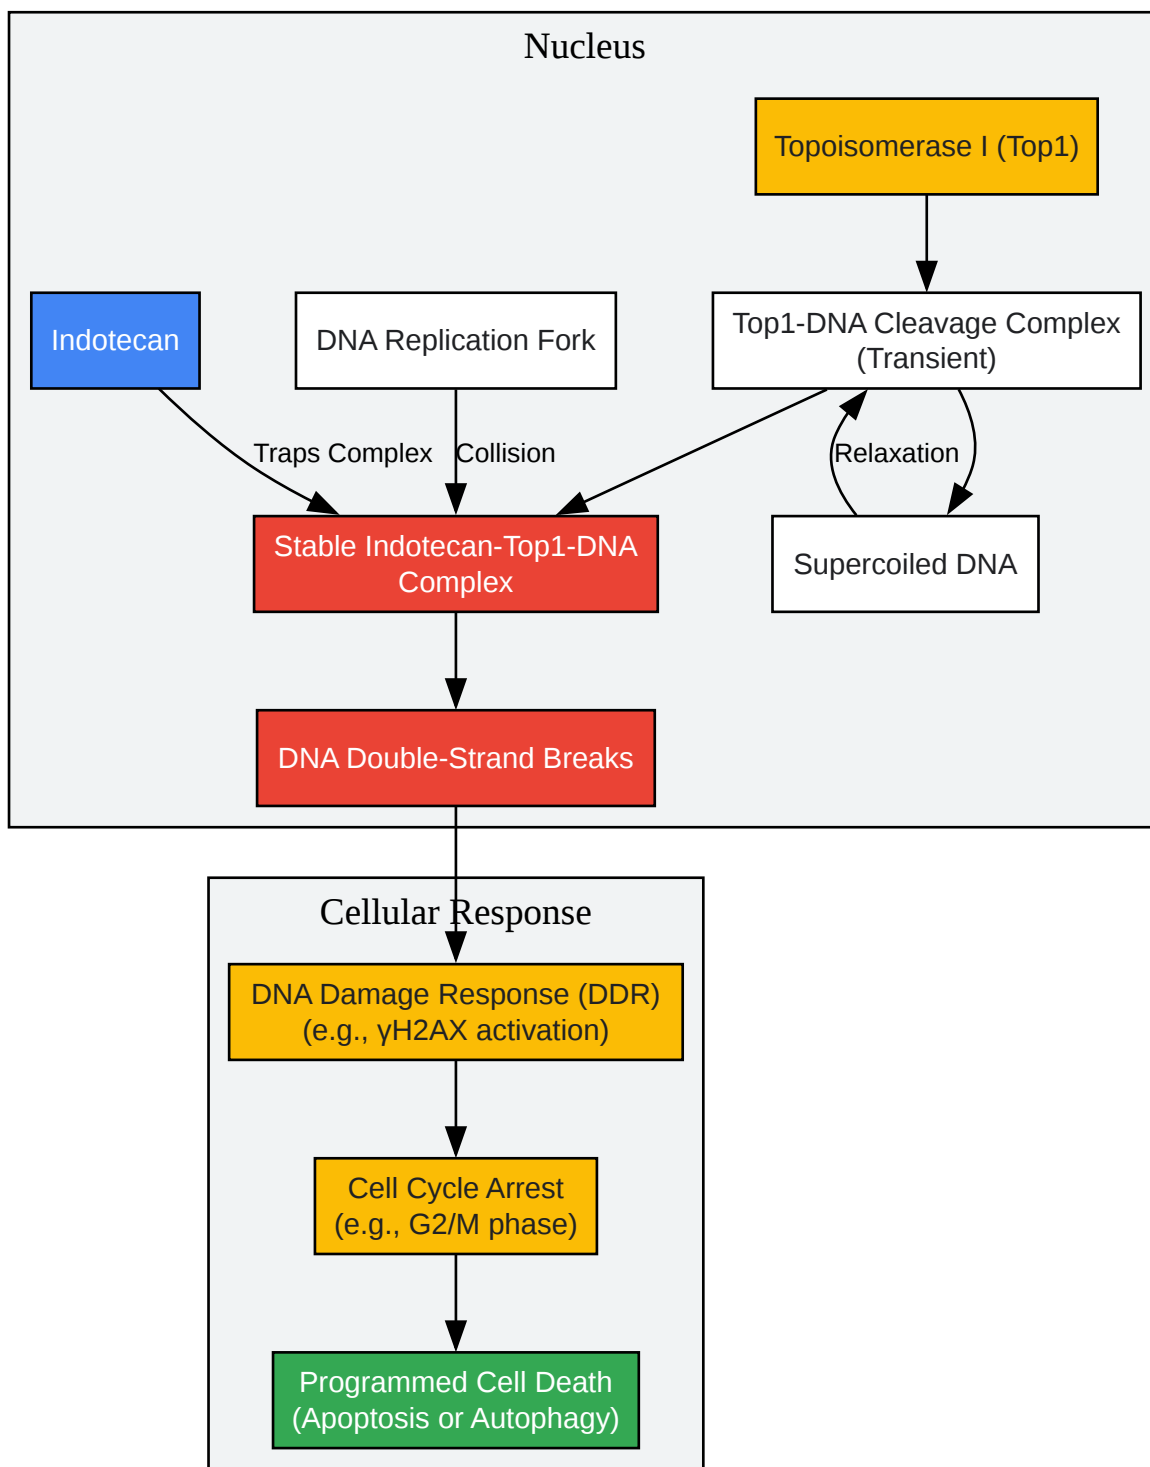 Nucleus
Topoisomerase I (Top1)
Indotecan
DNA Replication Fork
Top1-DNA Cleavage Complex
(Transient)
Traps Complex
Collision
Relaxation
Stable Indotecan-Top1-DNA
Complex
Supercoiled DNA
DNA Double-Strand Breaks
Cellular Response
DNA Damage Response (DDR)
(e.g., γH2AX activation)
Cell Cycle Arrest
(e.g., G2/M phase)
Programmed Cell Death
(Apoptosis or Autophagy)